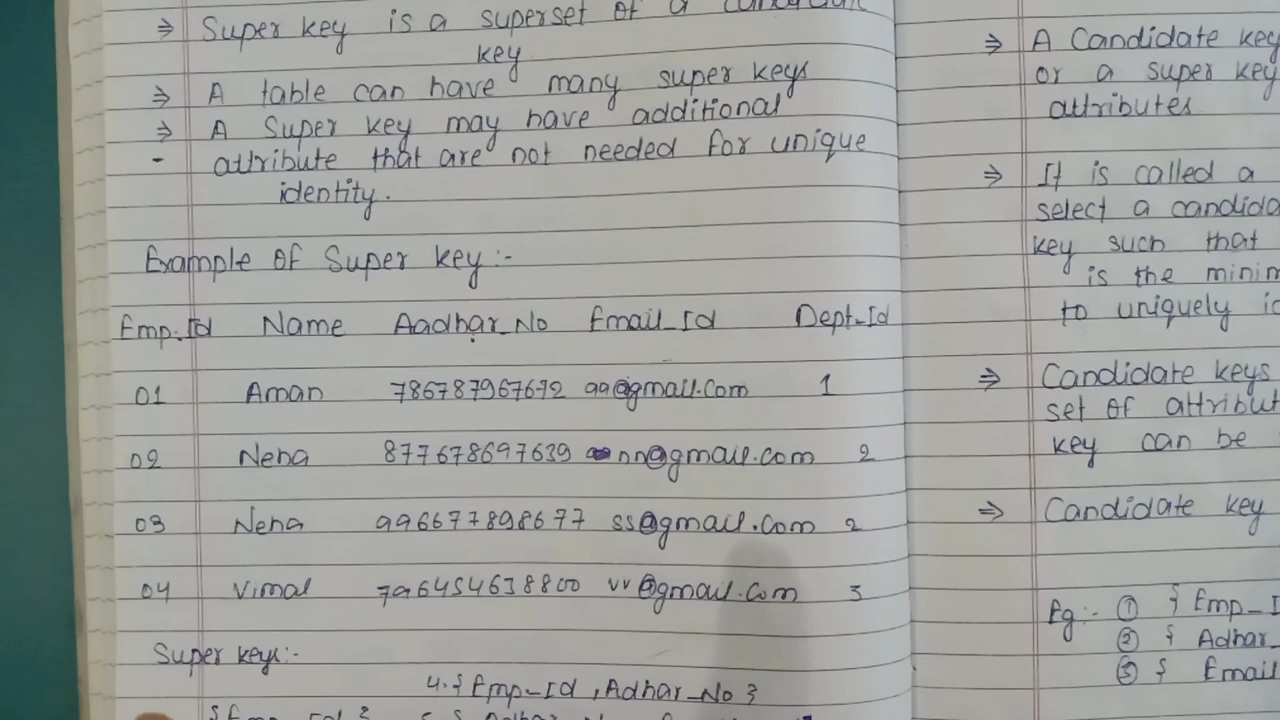 ⇒ Super key is a superset of a
key
⇒ A table can have many super keys
⇒ A Super key may have additional
- attribute that are not needed for unique
identity.
Example of Super key :-
Emp_Id Name Aadhar_No Email_Id Dept_Id
01 Aman 786787967672 aa@gmail.com 1
02 Neha 877678697639 nn@gmail.com 2
03 Neha 996677898677 ss@gmail.com 2
04 Vimal 796454638800 vv@gmail.com 3
Super keys:-
4. { Emp_Id , Adhar_No }
⇒ A Candidate key
or a super key
attributes
⇒ It is called a
select a
key such that
is the
to uniquely
⇒ Candidate keys
set of
key can be
⇒ Candidate key
Eg:- ① { Emp_I
② { Adhar_
③ { Email